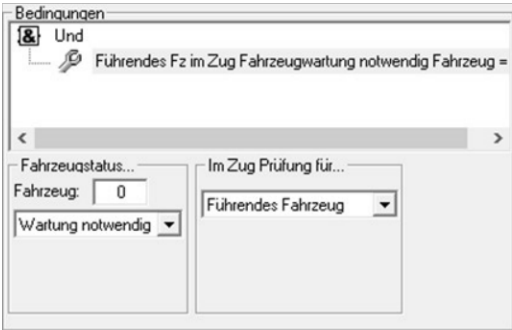 Bedingungen
& Und
Führendes Fz im Zug Fahrzeugwartung notwendig Fahrzeug =
Fahrzeugstatus...
Fahrzeug: 0
Wartung notwendig
Im Zug Prüfung für...
Führendes Fahrzeug